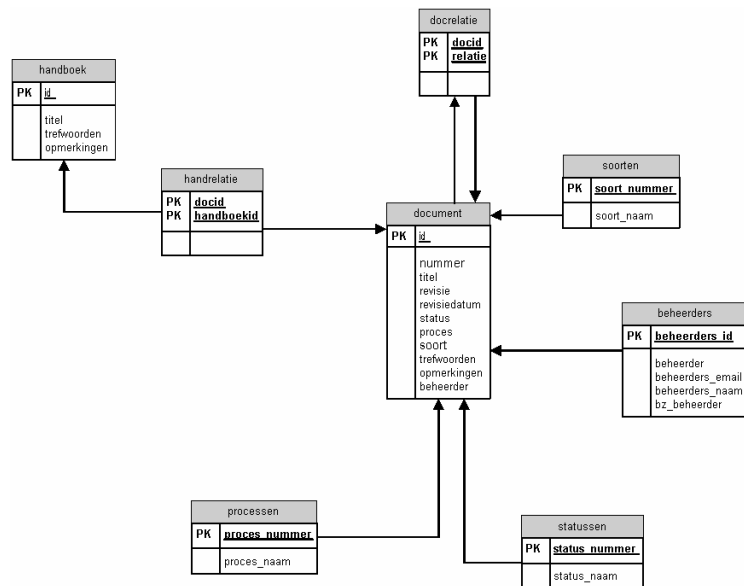 docrelatie
PK docid
PK relatie
handboek
PK id
titel
trefwoorden
opmerkingen
handrelatie
PK docid
PK handboekid
soorten
PK soort_nummer
soort_naam
document
PK id
nummer
titel
revisie
revisiedatum
status
proces
soort
trefwoorden
opmerkingen
beheerder
beheerders
PK beheerders_id
beheerder
beheerders_email
beheerders_naam
bz_beheerder
processen
PK proces_nummer
proces_naam
statussen
PK status_nummer
status_naam